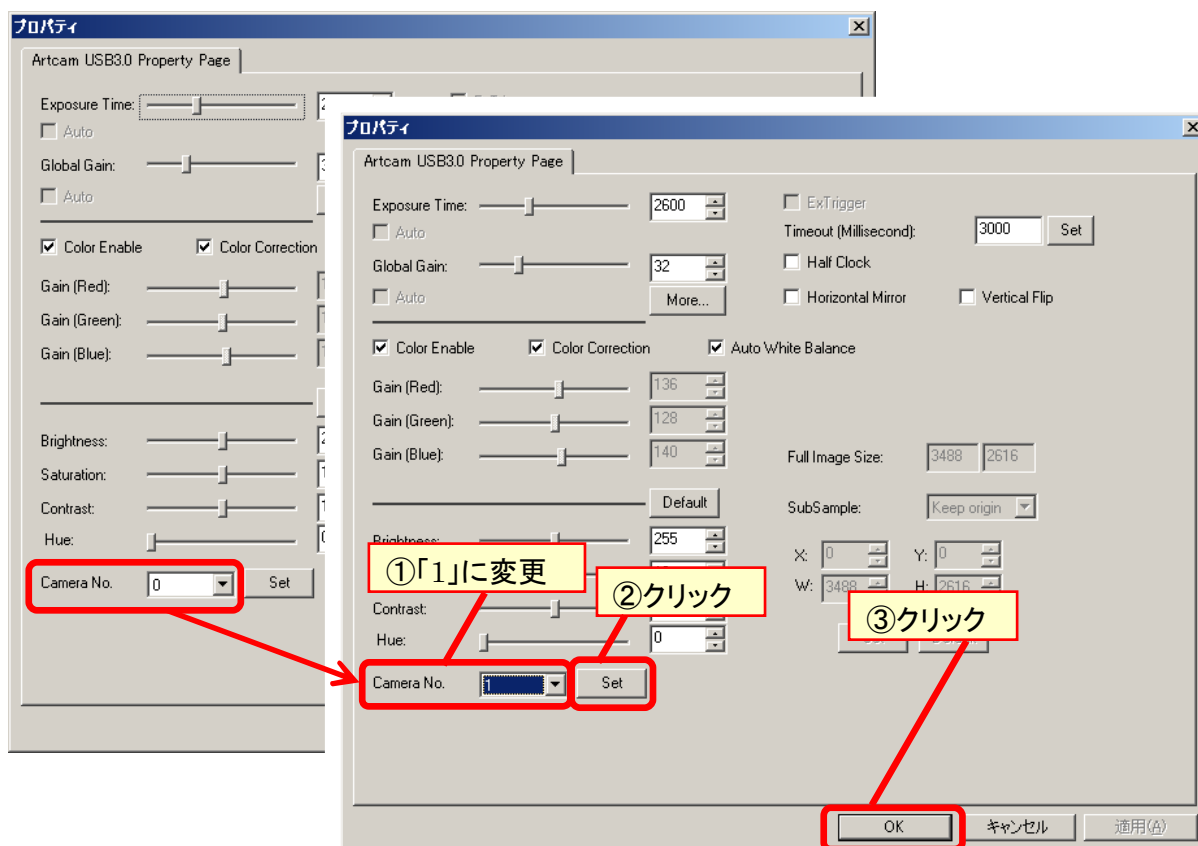 プロパティ
Artcam USB3.0 Property Page
Exposure Time:
Auto
Global Gain:
Auto
Color Enable Color Correction
Gain (Red):
Gain (Green):
Gain (Blue):
Brightness:
Saturation:
Contrast:
Hue:
Camera No. 0 Set
プロパティ
Artcam USB3.0 Property Page
Exposure Time: 2600 ExTrigger
Auto Timeout (Millisecond): 3000 Set
Global Gain: 32 Half Clock
Auto More... Horizontal Mirror Vertical Flip
Color Enable Color Correction Auto White Balance
Gain (Red): 136
Gain (Green): 128
Gain (Blue): 140 Full Image Size: 3488 2616
Default SubSample: Keep origin
Brightness: 255 X: 0 Y: 0
①「1」に変更
②クリック
W: 3488 H: 2616
Contrast:
③クリック
Hue: 0
Camera No. 1 Set
OK キャンセル 適用(A)